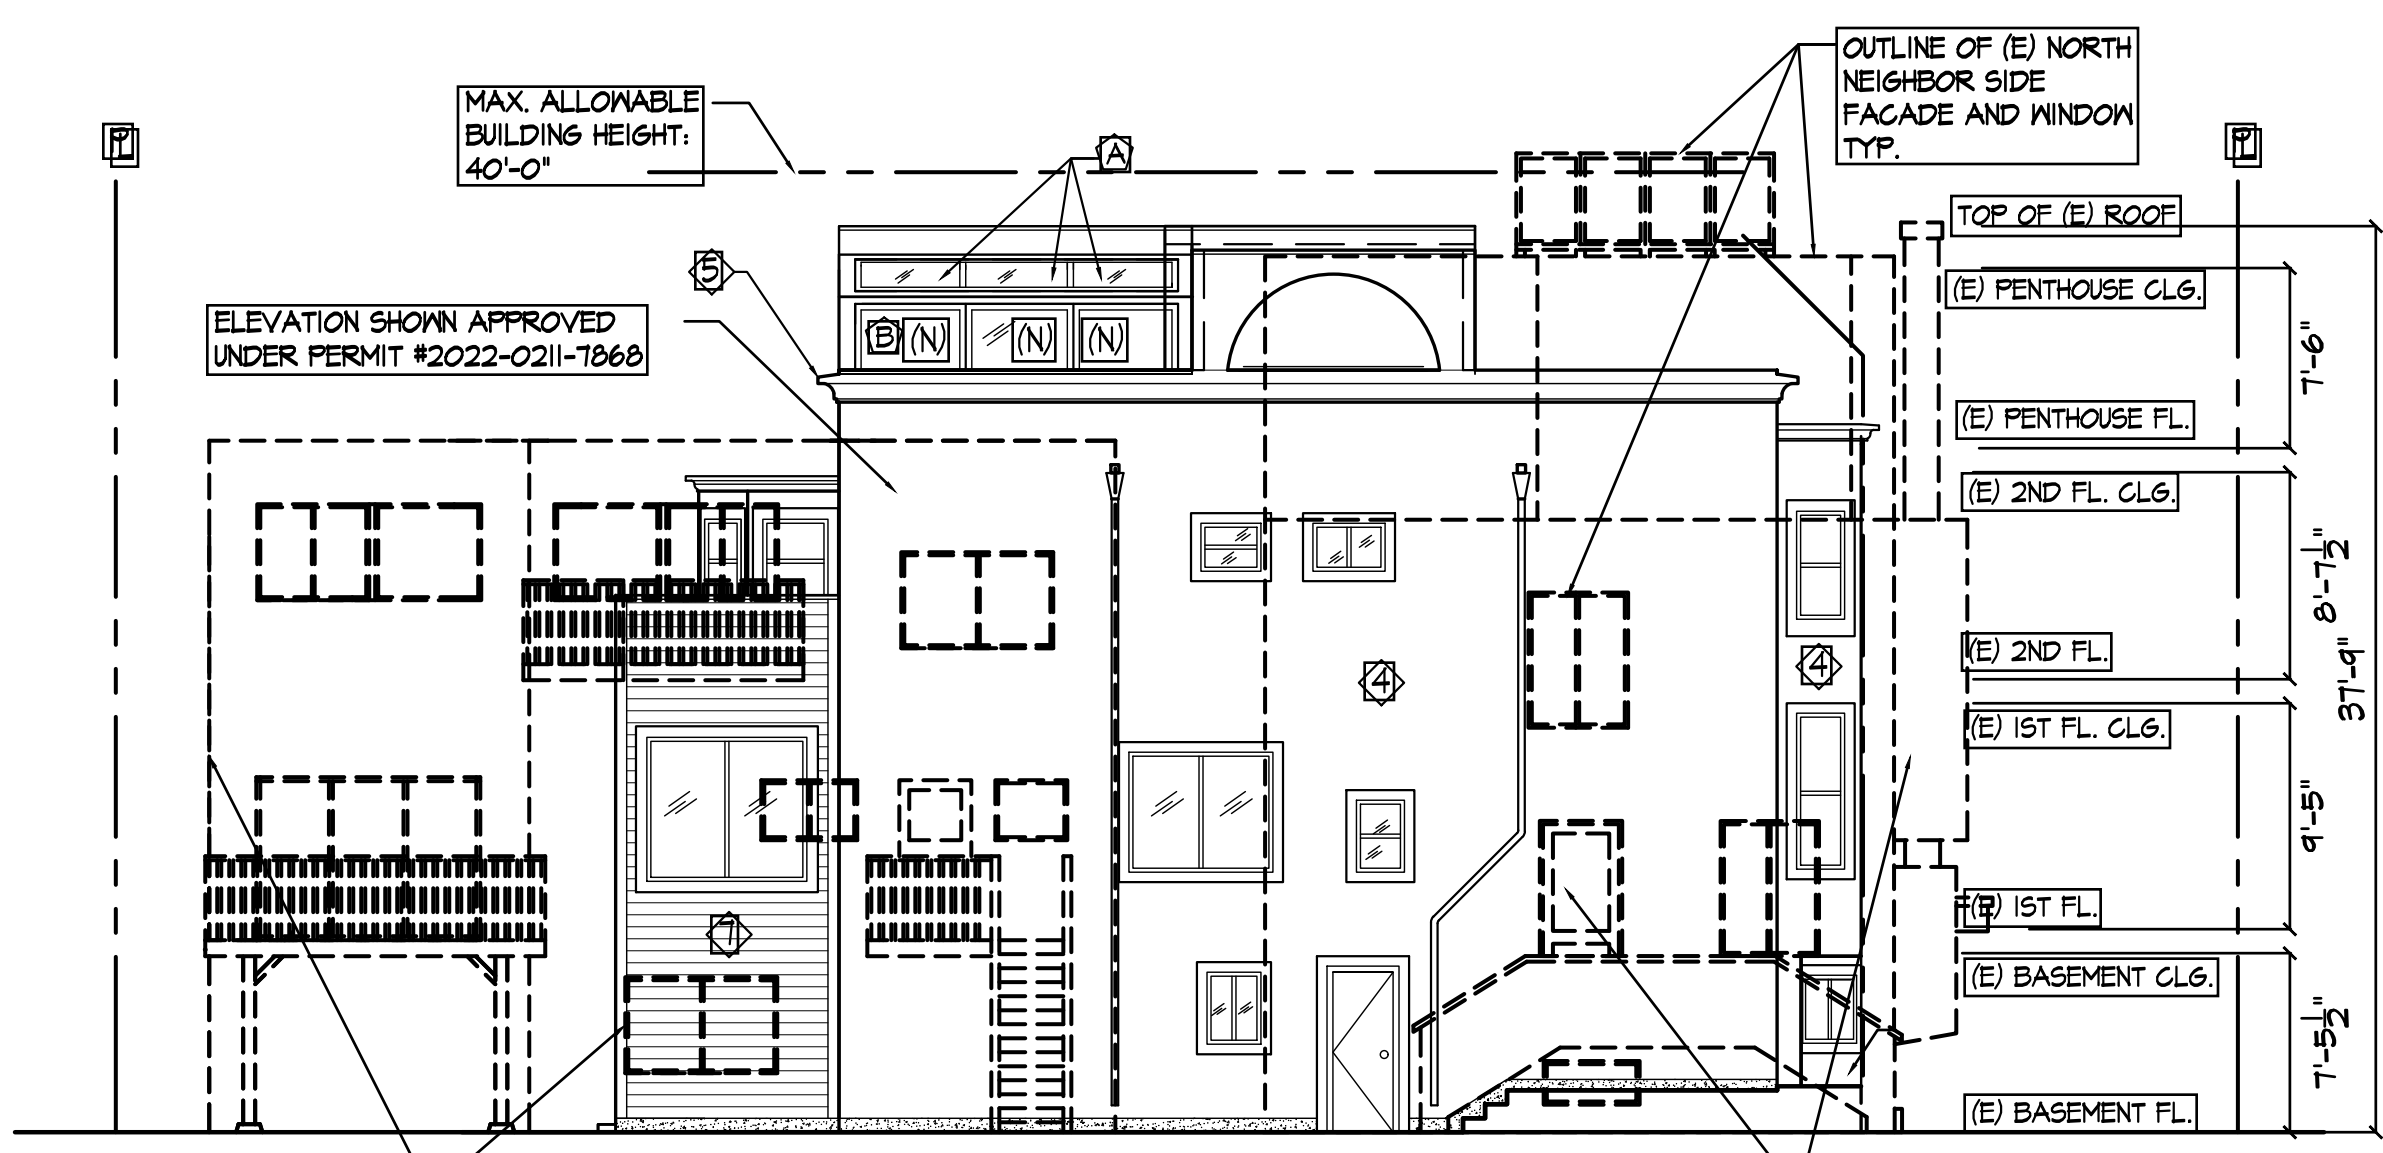 OUTLINE OF (E) NORTH
NEIGHBOR SIDE
FACADE AND WINDOW
TYP.
MAX. ALLOWABLE
BUILDING HEIGHT:
40'-0"
PL
PL
A
TOP OF (E) ROOF
5
(E) PENTHOUSE CLG.
ELEVATION SHOWN APPROVED
UNDER PERMIT #2022-0211-7868
B
(N)
(N)
(N)
7'-6"
(E) PENTHOUSE FL.
(E) 2ND FL. CLG.
8'-7 1/2"
(E) 2ND FL.
4
4
37'-9"
(E) 1ST FL. CLG.
9'-5"
(E) 1ST FL.
7
(E) BASEMENT CLG.
7'-5 1/2"
(E) BASEMENT FL.